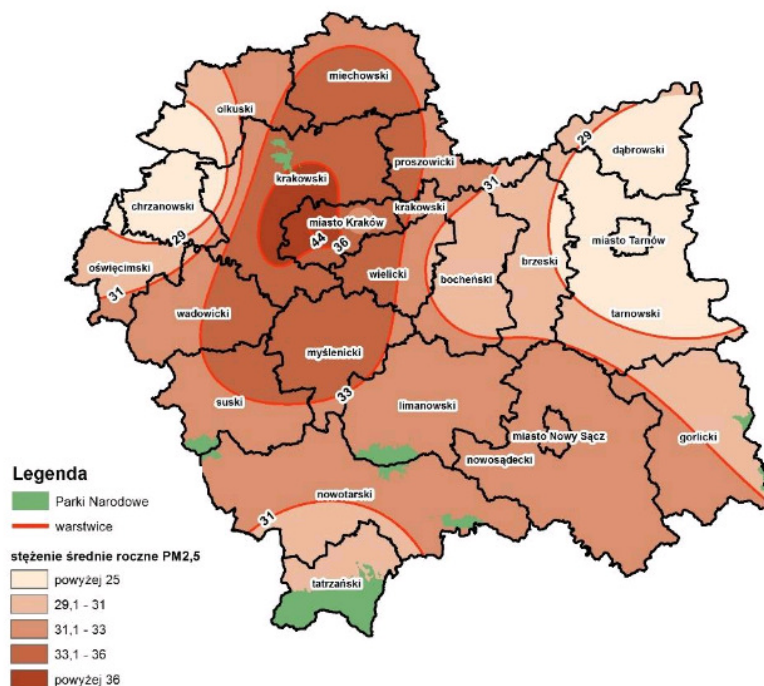 miechowski
olkuski
29
dąbrowski
proszowicki
krakowski
chrzanowski
31
krakowski
miasto Kraków
miasto Tarnów
29
44
36
oświęcimski
wielicki
bocheński
brzeski
31
wadowicki
tarnowski
myślenicki
suski
33
limanowski
miasto Nowy Sącz
gorlicki
nowosądecki
Legenda
Parki Narodowe
nowotarski
warstwice
31
stężenie średnie roczne PM2,5
tatrzański
powyżej 25
29,1 - 31
31,1 - 33
33,1 - 36
powyżej 36